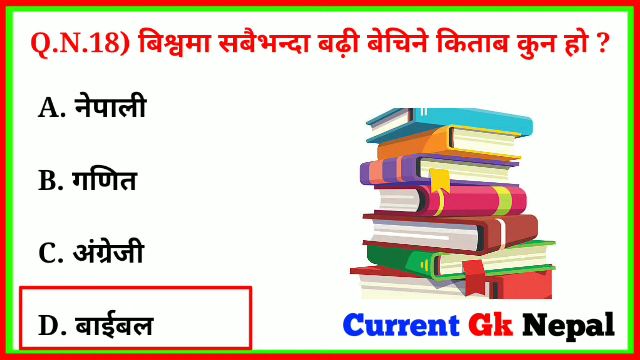 Q.N.18) बिश्वमा सबैभन्दा बढ़ी बेचिने किताब कुन हो ?
A. नेपाली
B. गणित
C. अंग्रेजी
D. बाईबल
Current Gk Nepal